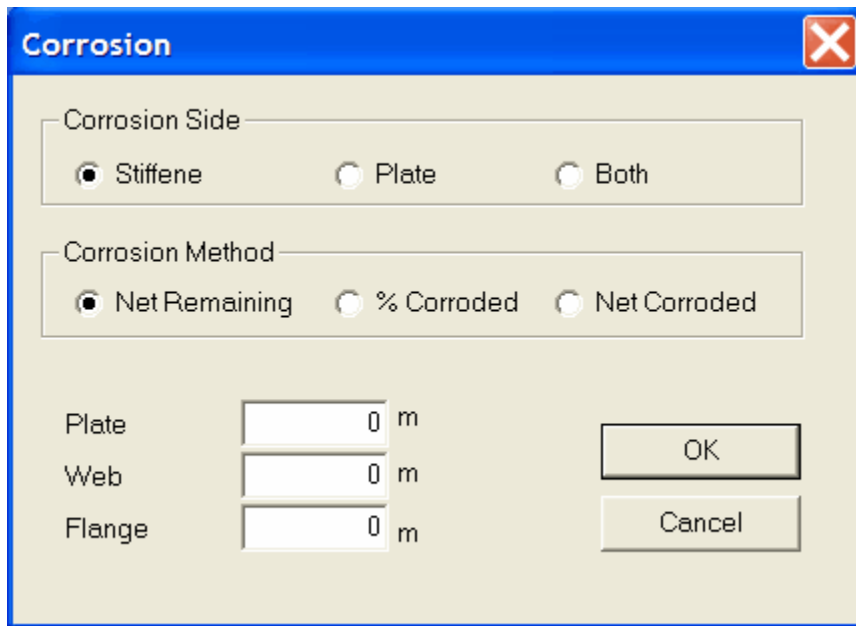 Corrosion
Corrosion Side
Stiffene Plate Both
Corrosion Method
Net Remaining % Corroded Net Corroded
Plate 0 m
Web 0 m
Flange 0 m
OK
Cancel